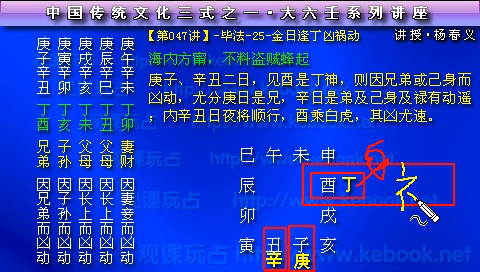 中国传统文化三式之一·大六壬系列讲座
【第047讲】-毕法-25-金日逢丁凶祸动
讲授·杨春义
海内方甯，不料盗贼蜂起
庚子、辛丑二日，见酉是丁神，则因兄弟或己身而
凶动，尤分庚日是兄，辛日是弟及己身及禄有动遥
；内辛丑日夜将顺行，酉乘白虎，其凶尤速。
庚庚庚庚庚
子寅戌辰午
辛辛辛辛辛
丑卯亥巳未
丁丁丁丁丁
酉亥未丑卯
兄子父父妻
弟孙母母财
因因因因因
兄子长长妻
弟孙上上妾
而而而而而
凶凶凶凶凶
动动动动动
巳 午 未 申
辰 酉 丁
卯 戌
寅 丑 子 亥
辛 庚